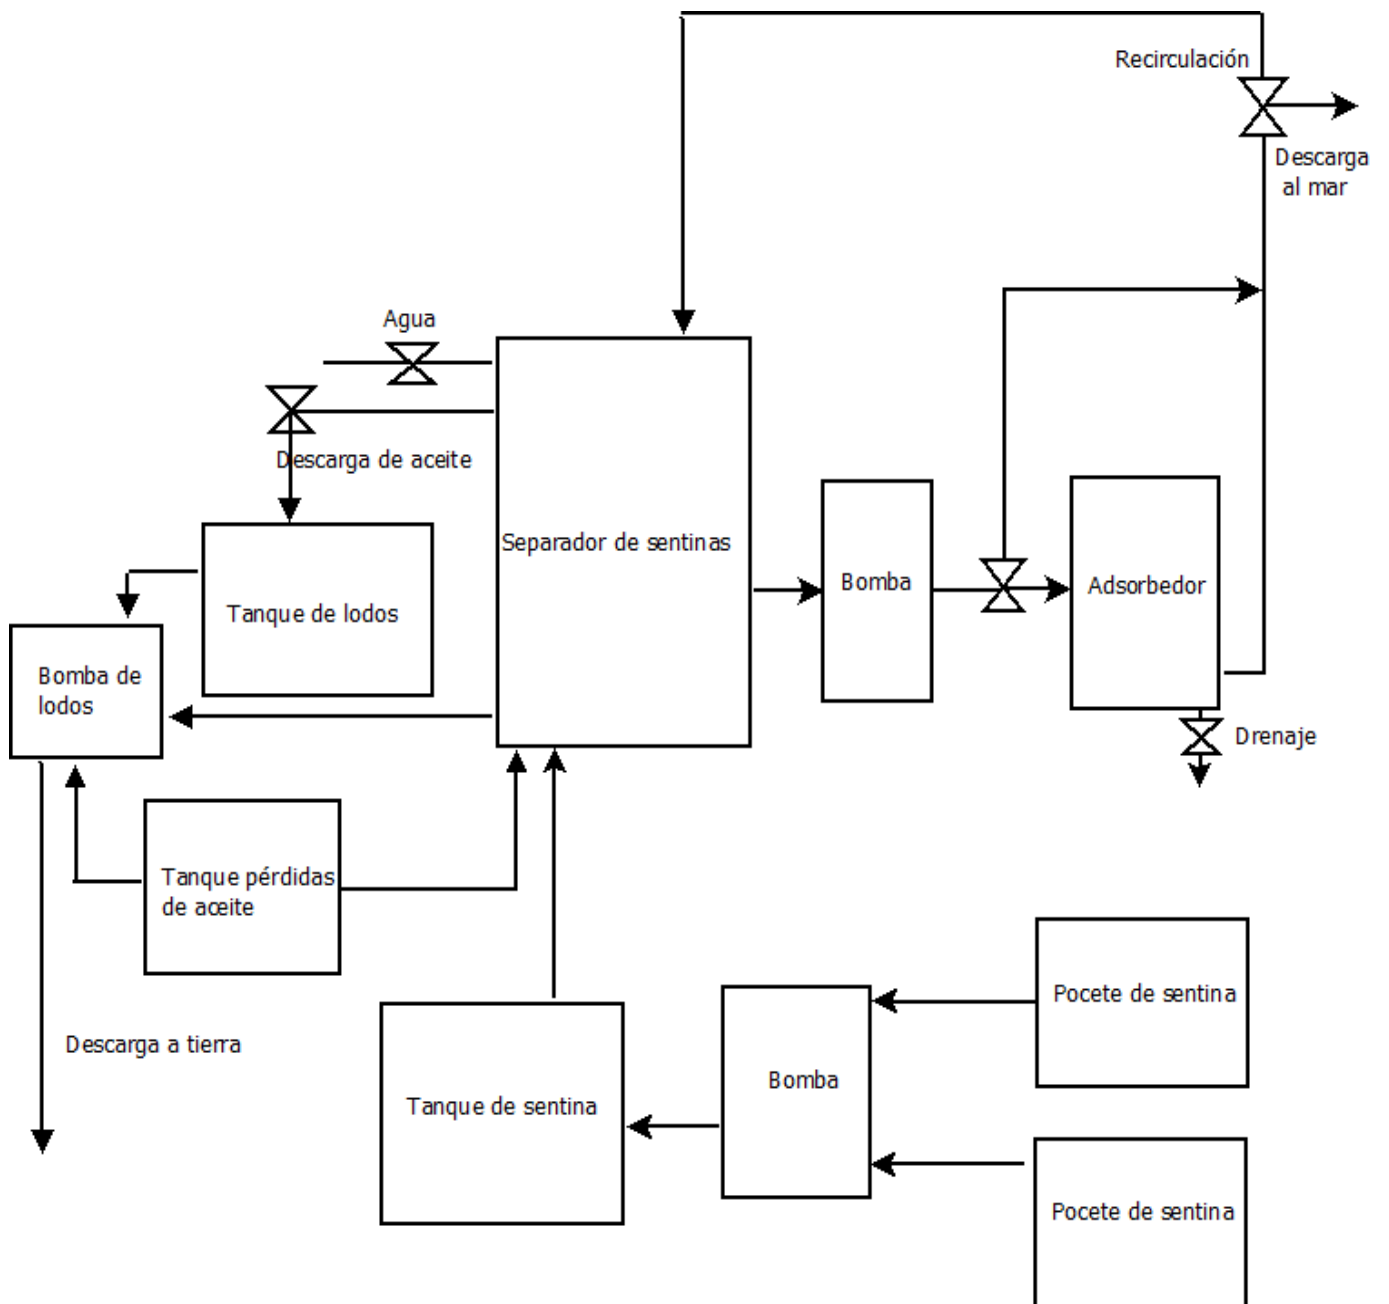 Recirculación
Descarga
al mar
Agua
Descarga de aceite
Separador de sentinas
Bomba
Adsorbedor
Tanque de lodos
Bomba de
lodos
Drenaje
Tanque pérdidas
de aceite
Pocete de sentina
Descarga a tierra
Bomba
Tanque de sentina
Pocete de sentina